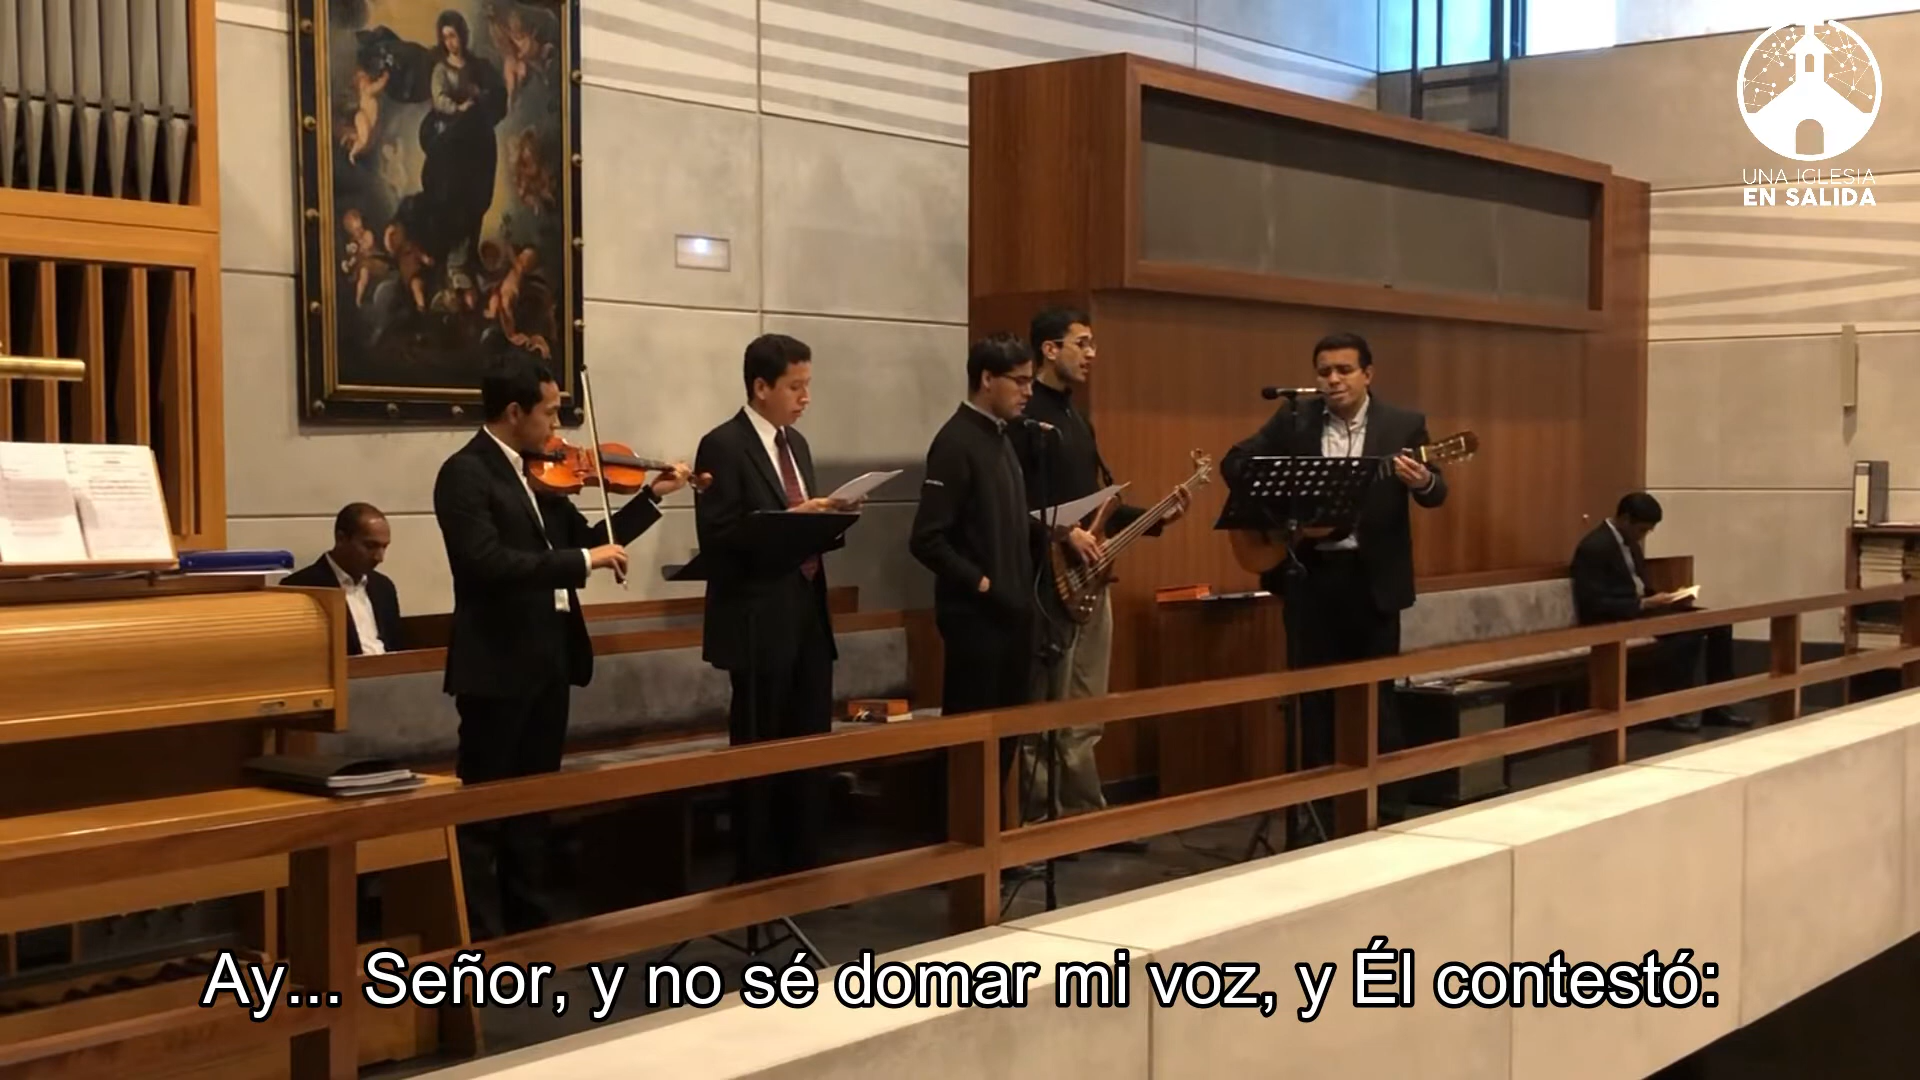 UNA IGLESIA
EN SALIDA
Ay... Señor, y no sé domar mi voz, y Él contestó: